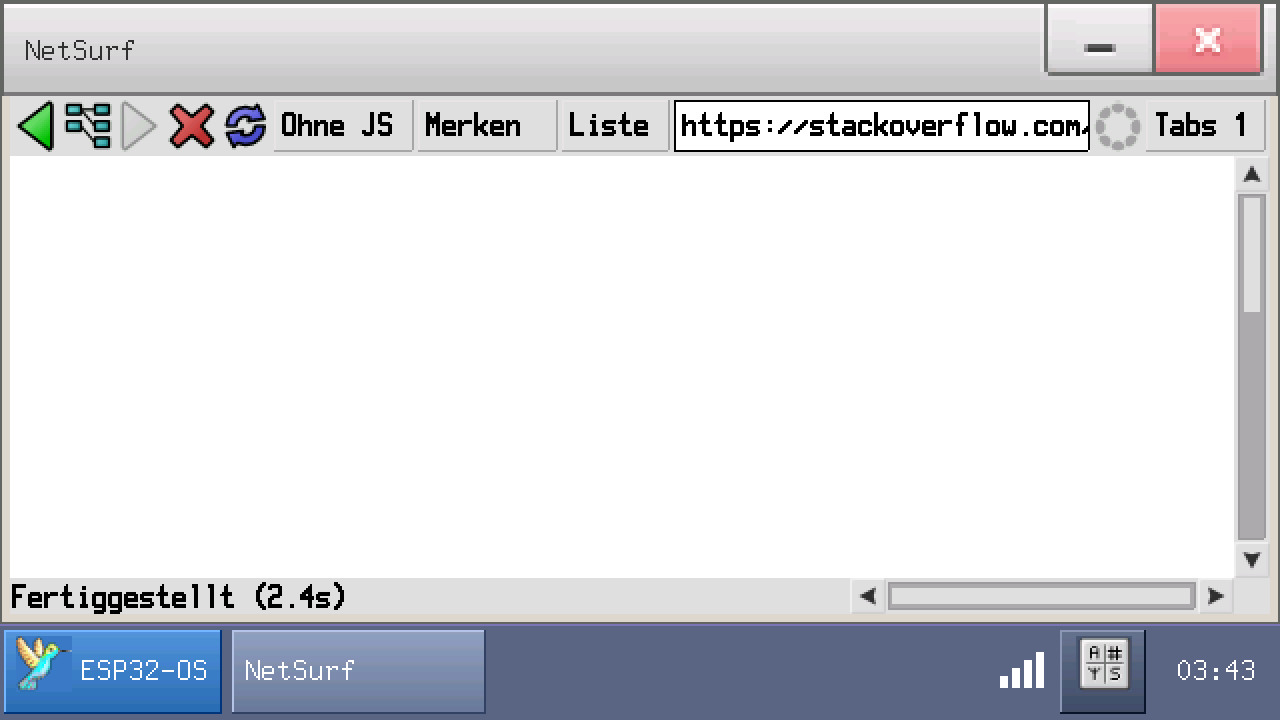 NetSurf
Ohne JS Merken Liste https://stackoverflow.com/ Tabs 1
Fertiggestellt (2.4s)
ESP32-OS NetSurf A # Y S 03:43